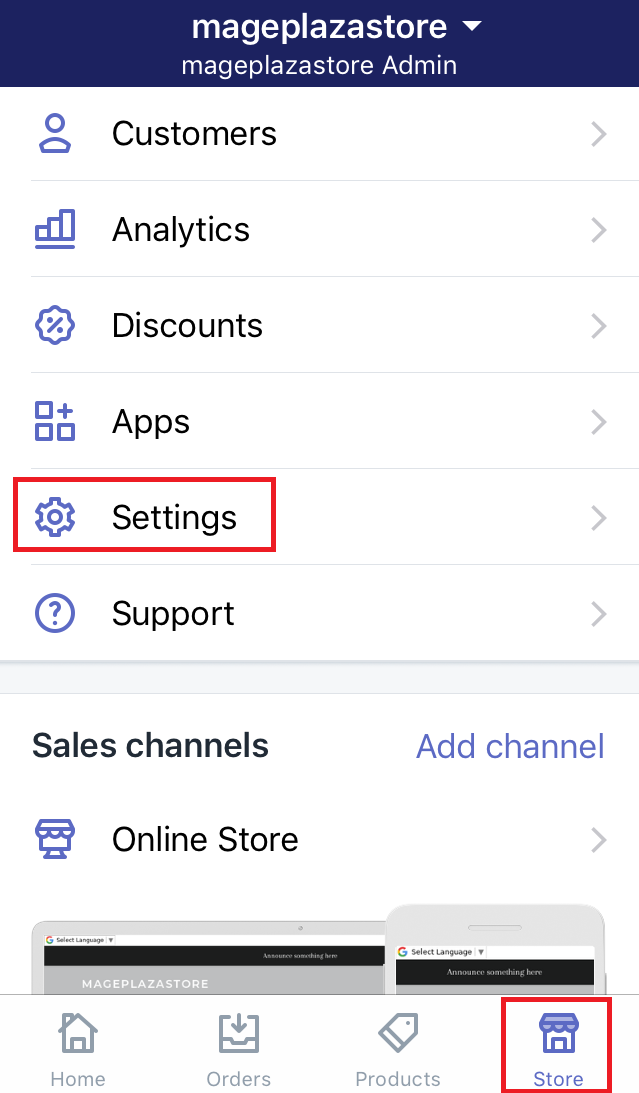 mageplazastore
mageplazastore Admin
Customers
Analytics
Discounts
Apps
Settings
Support
Sales channels
Add channel
Online Store
Select Language
Announce something here
MAGEPLAZASTORE
Select Language
Announce something here
Home
Orders
Products
Store